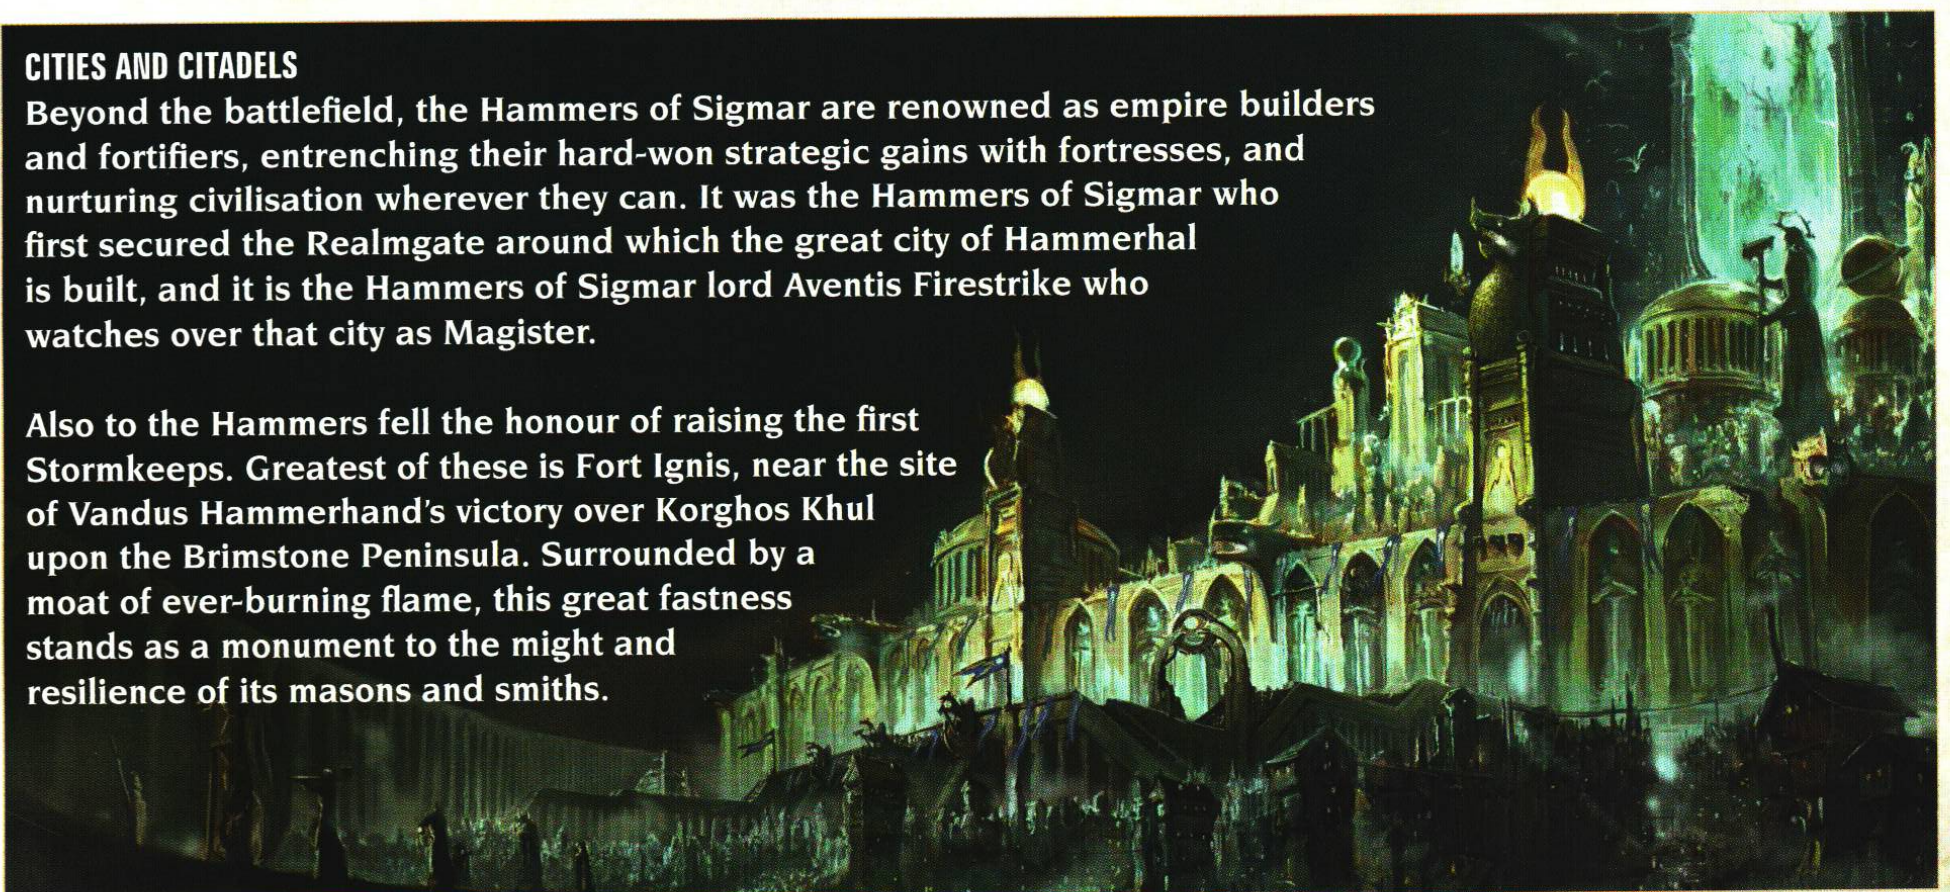 CITIES AND CITADELS
Beyond the battlefield, the Hammers of Sigmar are renowned as empire builders
and fortifiers, entrenching their hard-won strategic gains with fortresses, and
nurturing civilisation wherever they can. It was the Hammers of Sigmar who
first secured the Realmgate around which the great city of Hammerhal
is built, and it is the Hammers of Sigmar lord Aventis Firestrike who
watches over that city as Magister.
Also to the Hammers fell the honour of raising the first
Stormkeeps. Greatest of these is Fort Ignis, near the site
of Vandus Hammerhand's victory over Korghos Khul
upon the Brimstone Peninsula. Surrounded by a
moat of ever-burning flame, this great fastness
stands as a monument to the might and
resilience of its masons and smiths.